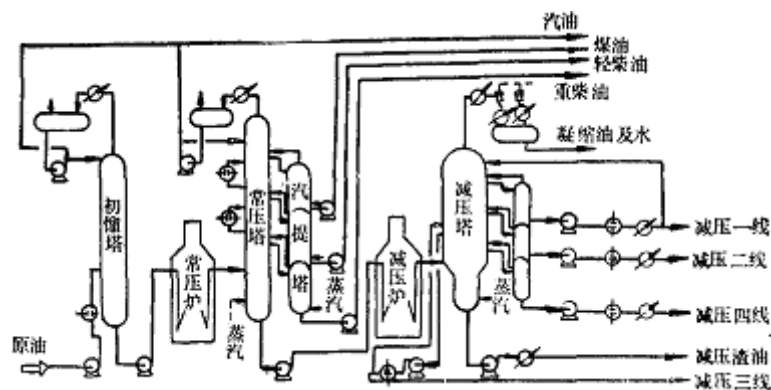 汽油
煤油
轻柴油
重柴油
凝缩油及水
初馏塔
常压炉
常压塔
汽提塔
减压炉
减压塔
蒸汽
蒸汽
蒸汽
原油
减压一线
减压二线
减压四线
减压渣油
减压三线